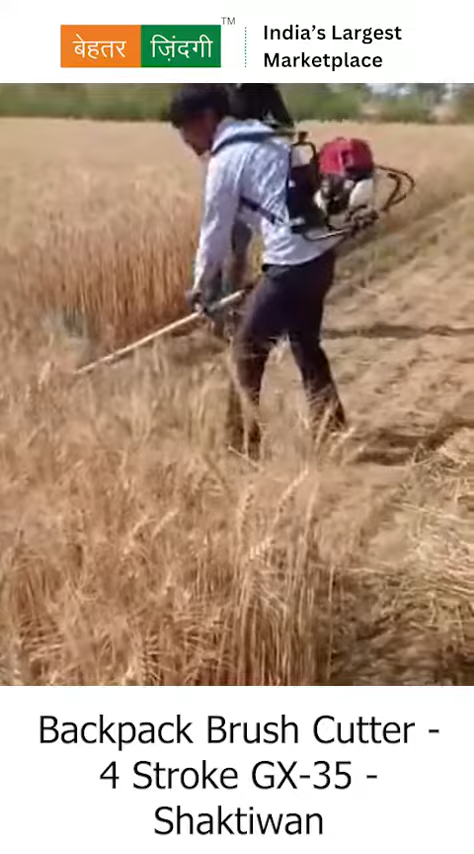 बेहतर ज़िंदगी TM
India's Largest
Marketplace
Backpack Brush Cutter -
4 Stroke GX-35 -
Shaktiwan